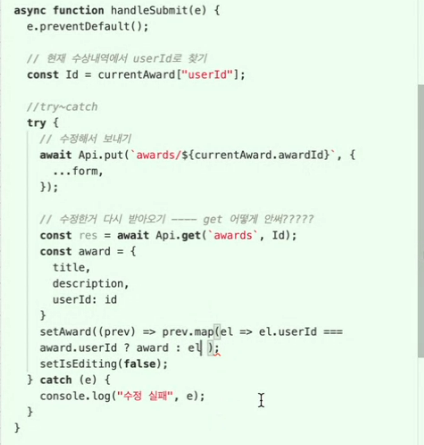 async function handleSubmit(e) {
e.preventDefault();
// 현재 수상내역에서 userId로 찾기
const Id = currentAward["userId"];
//try~catch
try {
// 수정해서 보내기
await Api.put(`awards/${currentAward.awardId}`, {
...form,
});
// 수정한거 다시 받아오기 ---- get 어떻게 안써?????
const res = await Api.get(`awards`, Id);
const award = {
title,
description,
userId: id
}
setAward((prev) => prev.map(el => el.userId ===
award.userId ? award : el );
setIsEditing(false);
} catch (e) {
console.log("수정 실패", e);
}
}